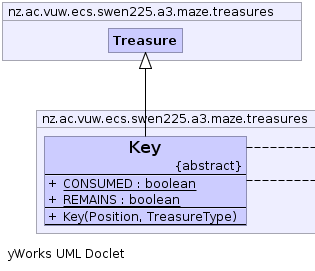 nz.ac.vuw.ecs.swen225.a3.maze.treasures
Treasure
nz.ac.vuw.ecs.swen225.a3.maze.treasures
Key
{abstract}
+ CONSUMED : boolean
+ REMAINS : boolean
+ Key(Position, TreasureType)
yWorks UML Doclet